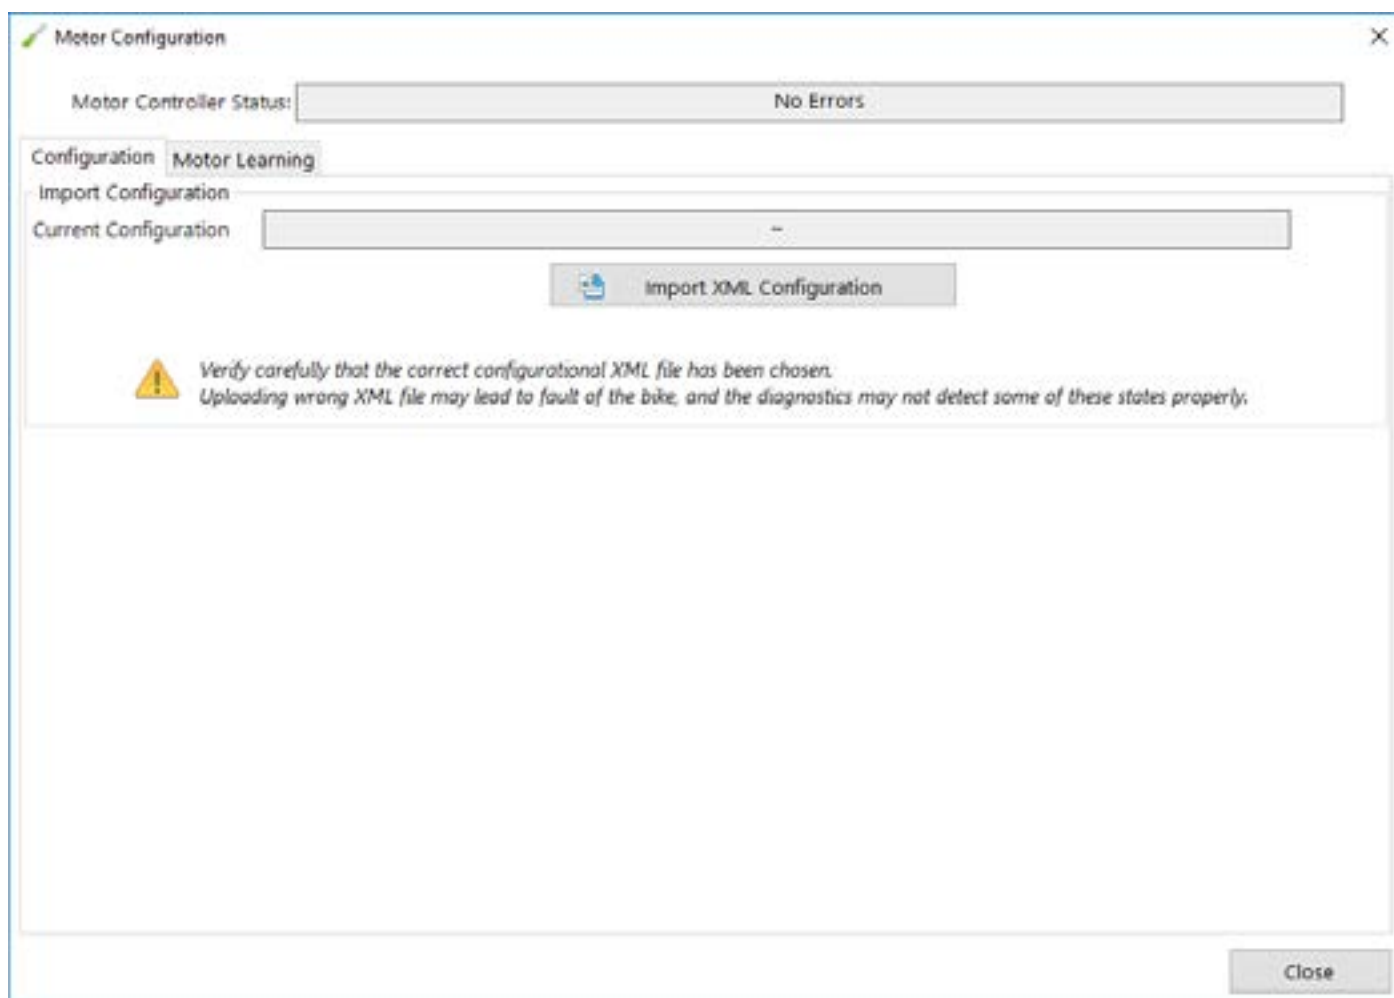 Motor Configuration
Motor Controller Status:
No Errors
Configuration
Motor Learning
Import Configuration
Current Configuration
--
Import XML Configuration
Verify carefully that the correct configurational XML file has been chosen.
Uploading wrong XML file may lead to fault of the bike, and the diagnostics may not detect some of these states properly.
Close